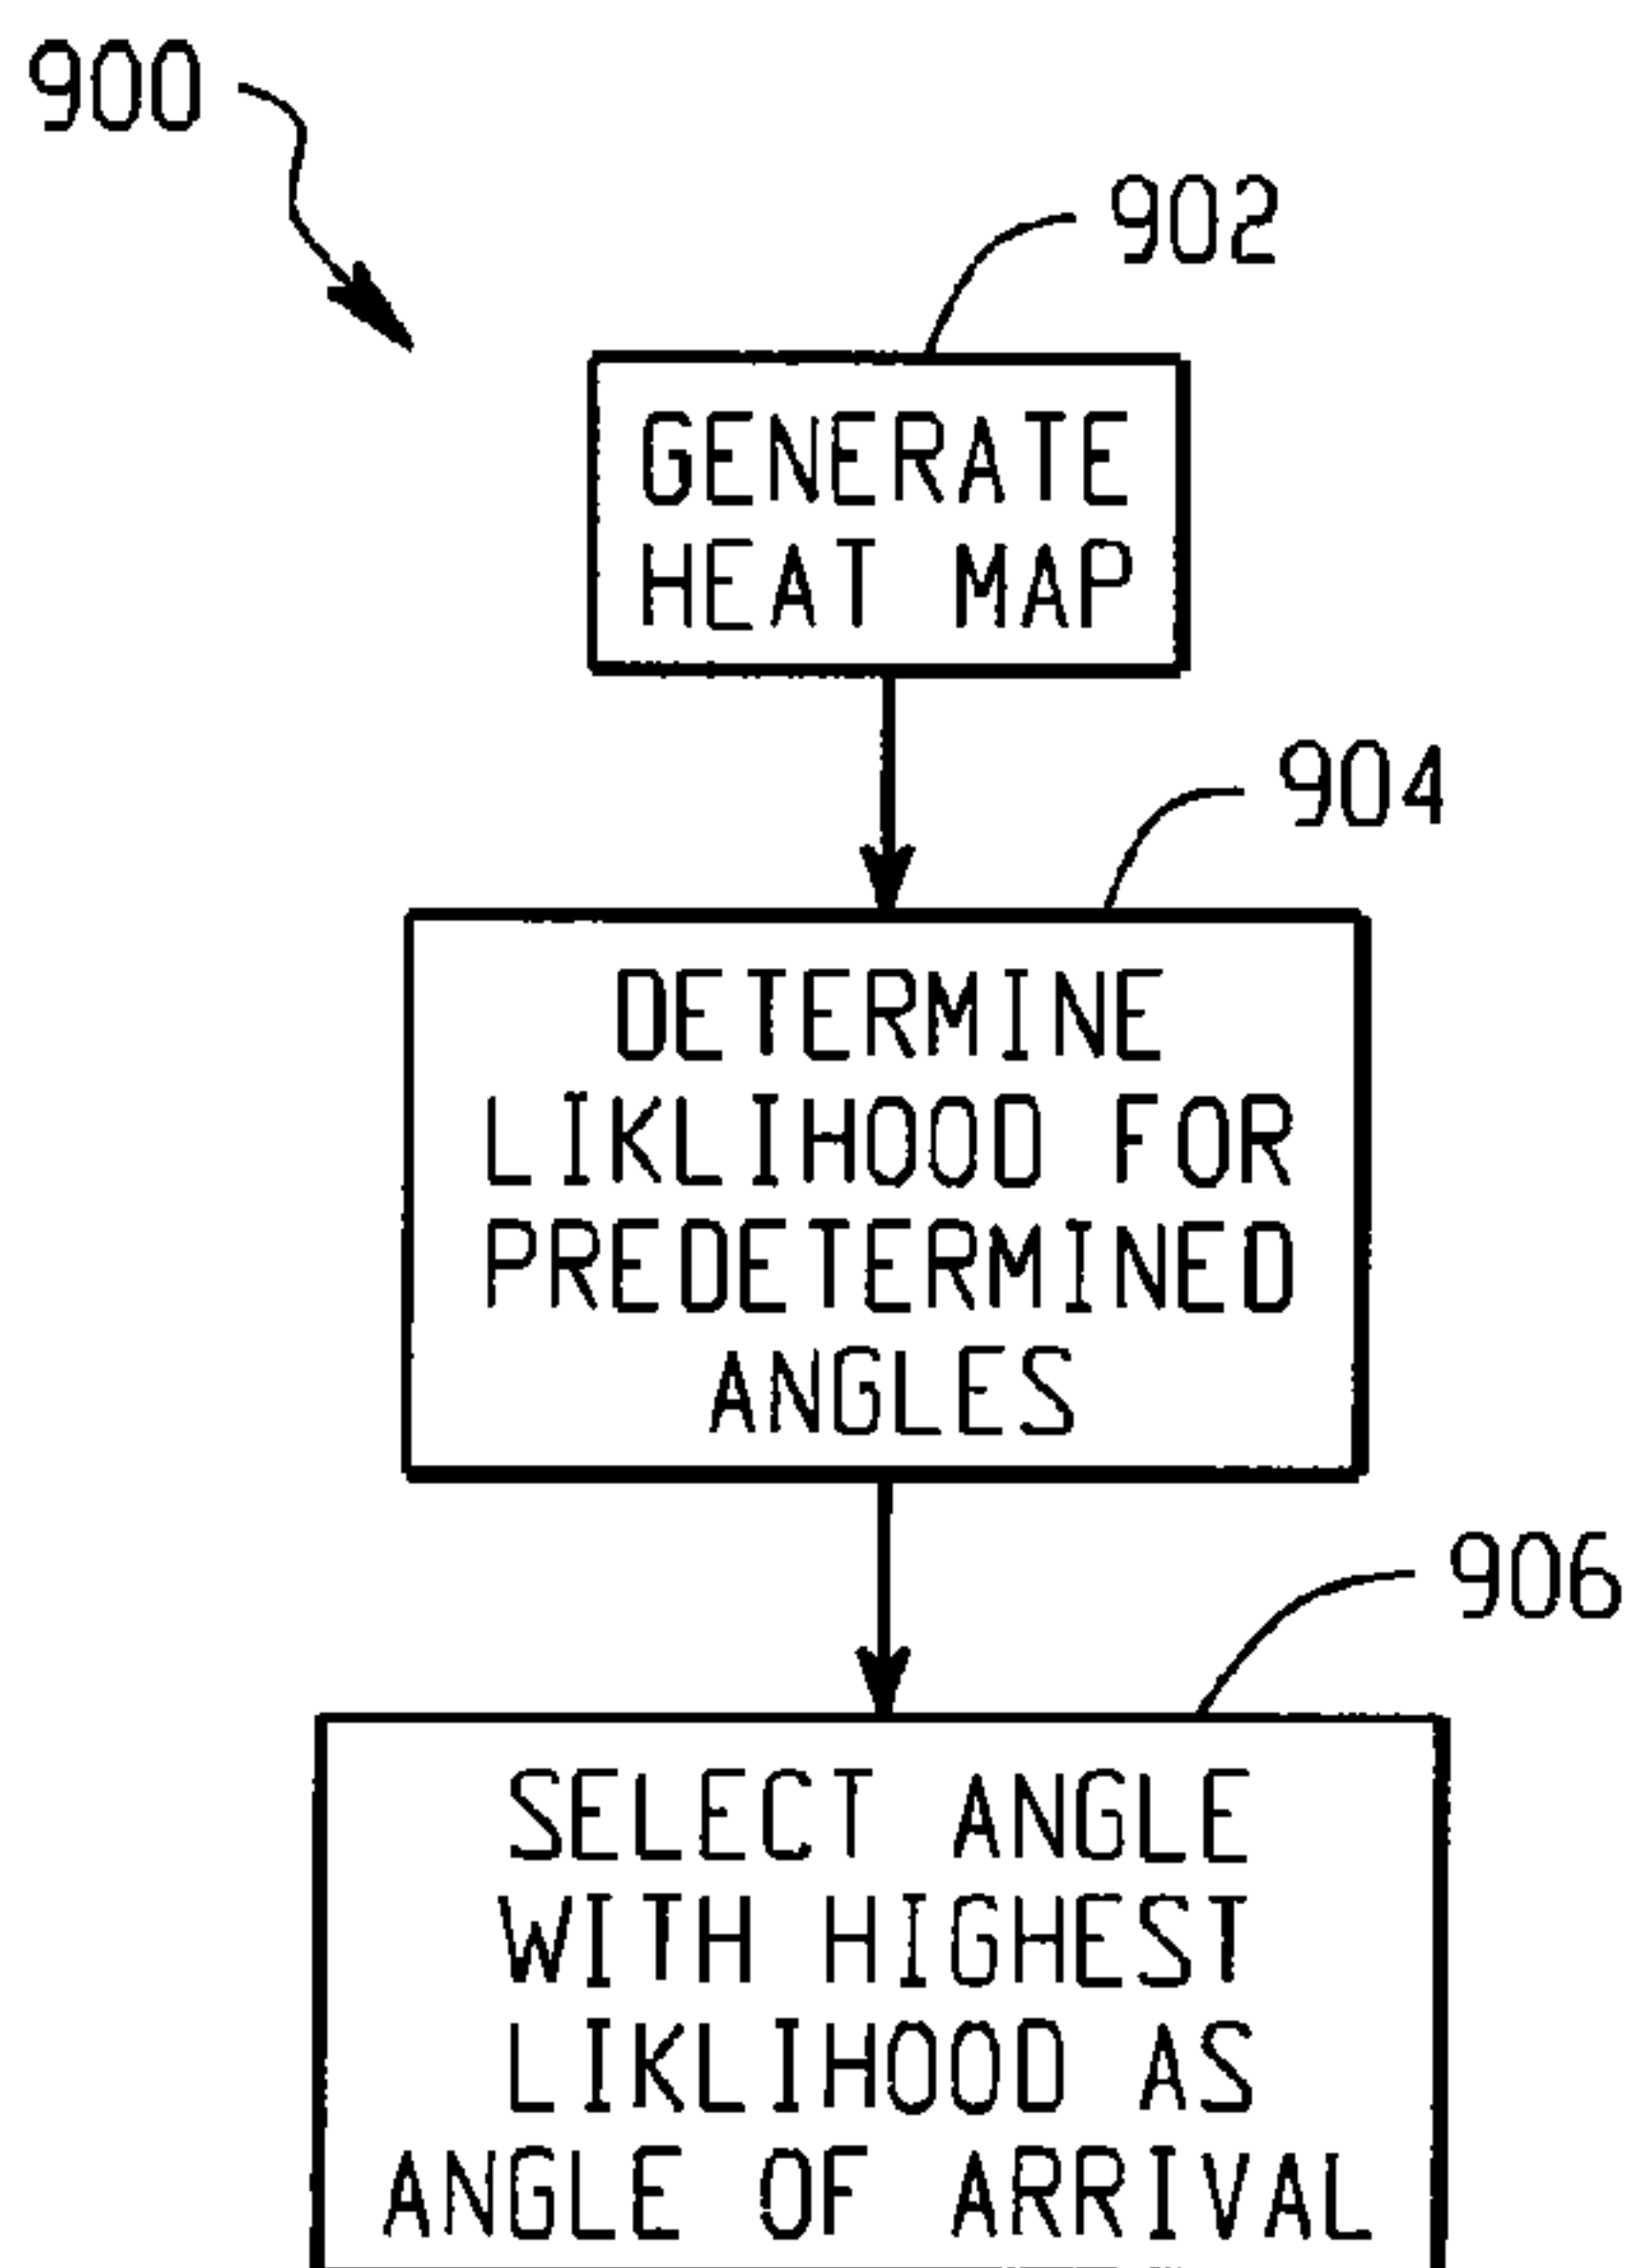 900
902
GENERATE
HEAT MAP
904
DETERMINE
LIKLIHOOD FOR
PREDETERMINED
ANGLES
906
SELECT ANGLE
WITH HIGHEST
LIKLIHOOD AS
ANGLE OF ARRIVAL